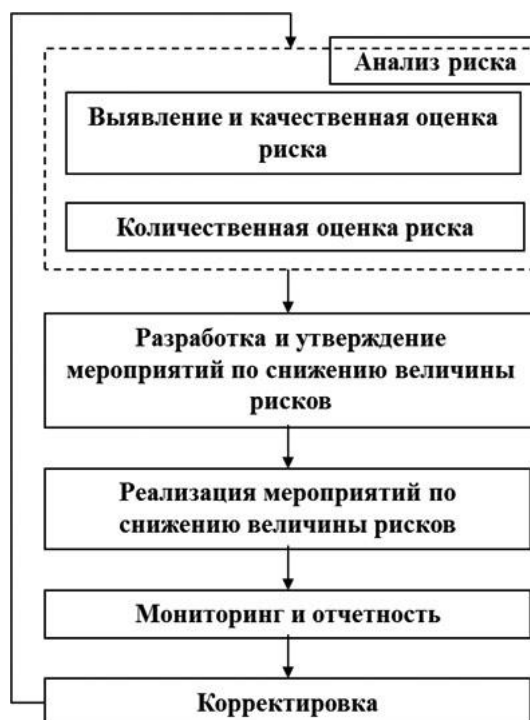 Анализ риска
Выявление и качественная оценка
риска
Количественная оценка риска
Разработка и утверждение
мероприятий по снижению величины
рисков
Реализация мероприятий по
снижению величины рисков
Мониторинг и отчетность
Корректировка